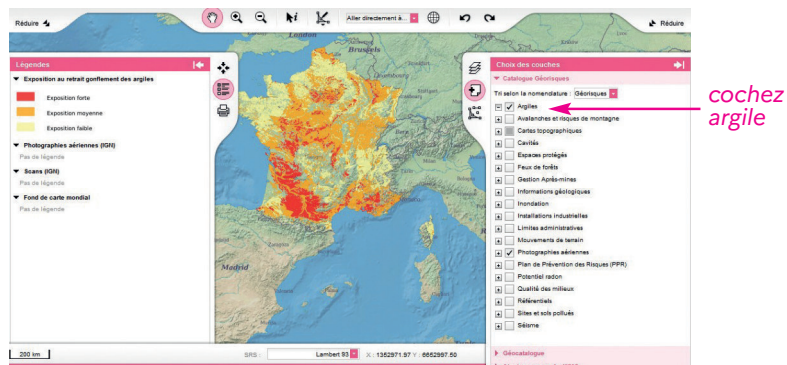 Réduire
Aller directement à...
Réduire
Légendes
Exposition au retrait gonflement des argiles
Exposition forte
Exposition moyenne
Exposition faible
Photographies aériennes (IGN)
Pas de légende
Scans (IGN)
Pas de légende
Fond de carte mondial
Pas de légende
London
Brussels
Luxembourg
Bern
Madrid
Choix des couches
Catalogue Géorisques
Tri selon la nomenclature : Géorisques
Argiles
Avalanches et risques de montagne
Cartes topographiques
Cavités
Espaces protégés
Feux de forêts
Gestion Après-mines
Informations géologiques
Inondation
Installations industrielles
Limites administratives
Mouvements de terrain
Photographies aériennes
Plan de Prévention des Risques (PPR)
Potentiel radon
Qualité des milieux
Référentiels
Sites et sols pollués
Séisme
Géocatalogue
cochez
argile
200 km
SRS : Lambert 93 X : 1352971.97 Y : 6652997.50